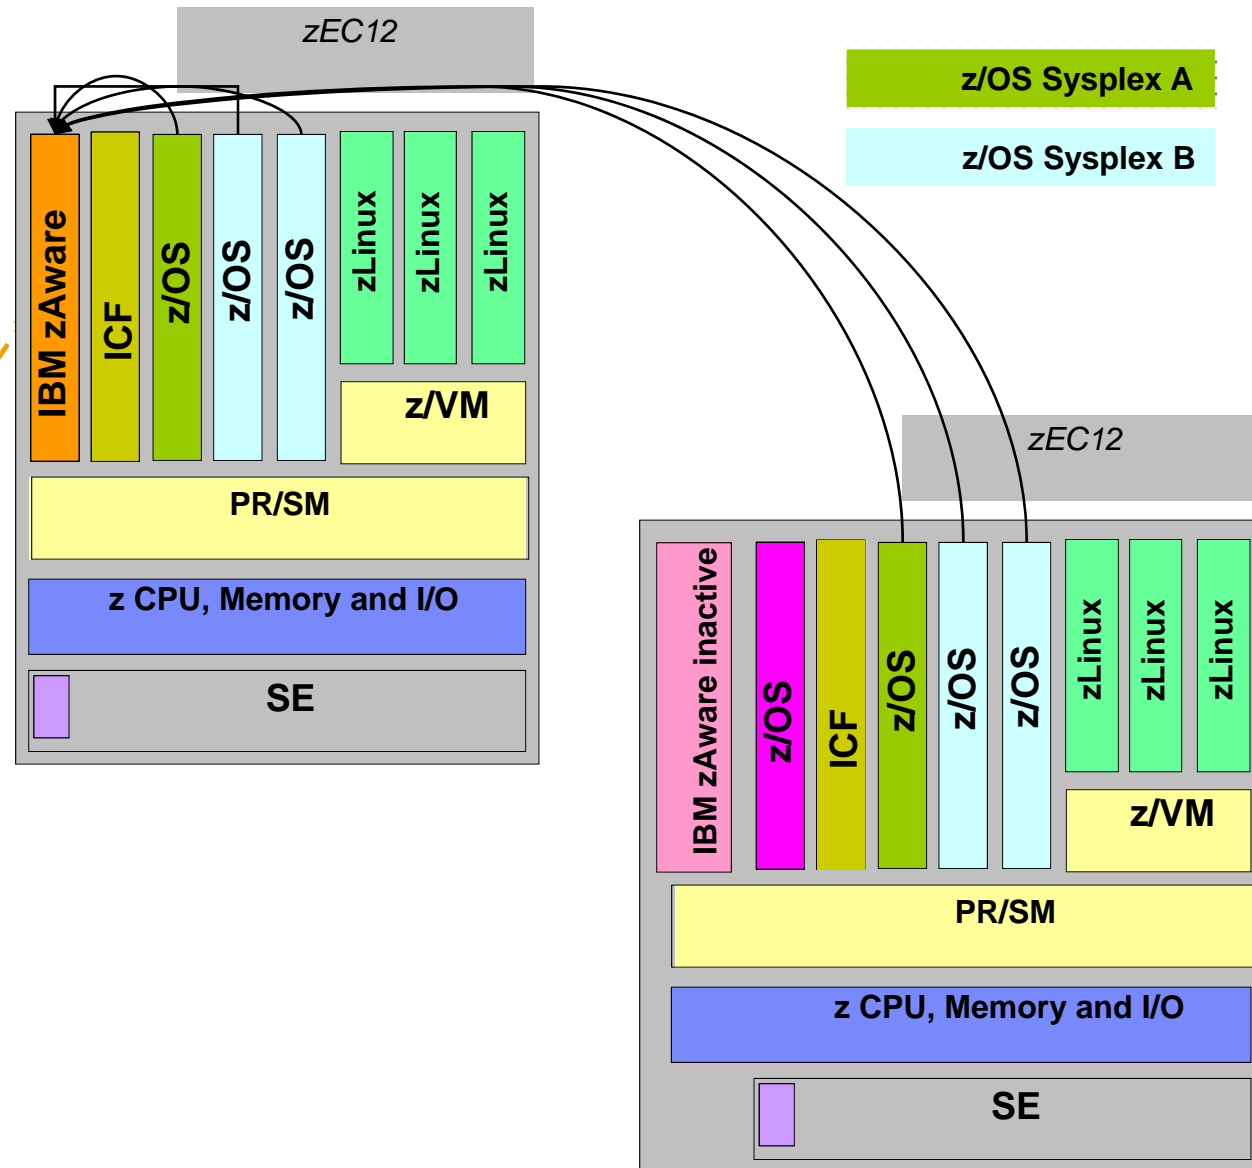 zEC12
z/OS Sysplex A
z/OS Sysplex B
IBM zAware
ICF
z/OS
z/OS
z/OS
zLinux
zLinux
zLinux
z/VM
PR/SM
z CPU, Memory and I/O
SE
zEC12
IBM zAware inactive
z/OS
ICF
z/OS
z/OS
z/OS
zLinux
zLinux
zLinux
z/VM
PR/SM
z CPU, Memory and I/O
SE